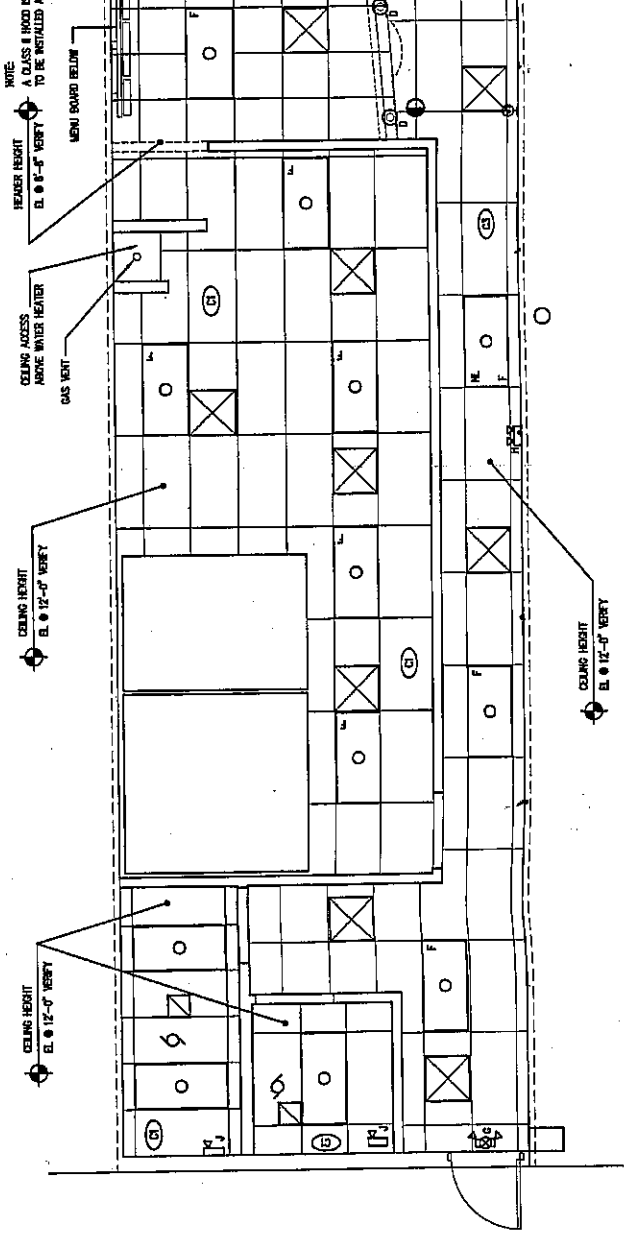 NOTE:
A CLASS II HOOD IS
TO BE INSTALLED A
HEADER HEIGHT
EL @ 8'-6" VERIFY
MENU BOARD BELOW
CEILING ACCESS
ABOVE WATER HEATER
GAS VENT
CEILING HEIGHT
EL @ 12'-0" VERIFY
CEILING HEIGHT
EL @ 12'-0" VERIFY
CEILING HEIGHT
EL @ 12'-0" VERIFY
F
D
D
F
C1
C3
F
F
NL
F
H
F
C1
F
F
F
C1
J
C1
J
G